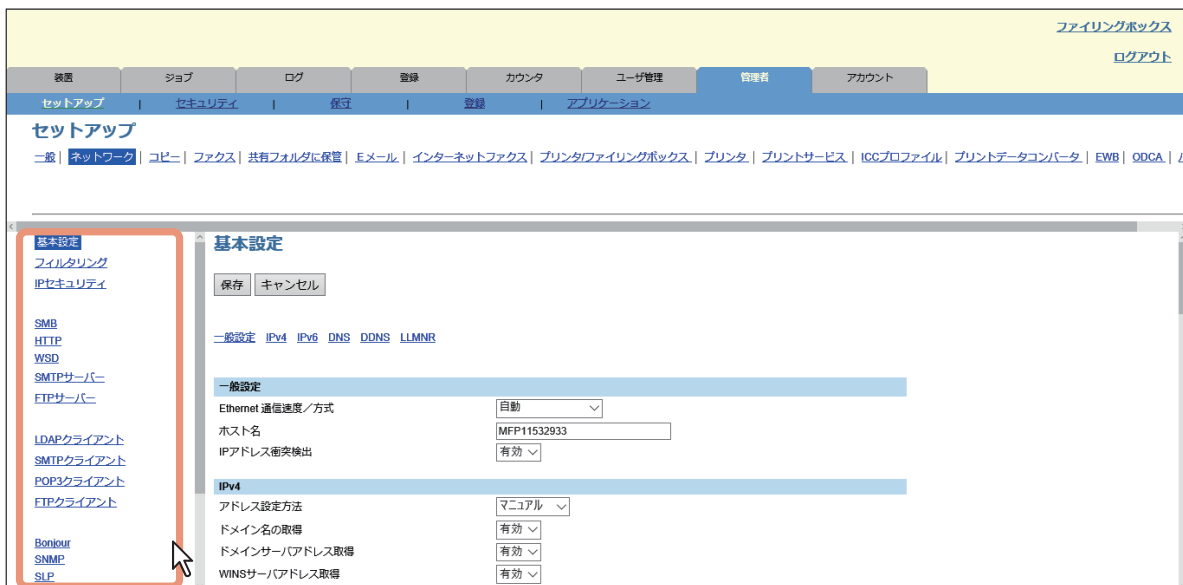 ファイリングボックス
ログアウト
装置 ジョブ ログ 登録 カウンタ ユーザ管理 管理者 アカウント
セットアップ | セキュリティ | 保守 | 登録 | アプリケーション
セットアップ
一般 | ネットワーク | コピー | ファクス | 共有フォルダに保管 | Eメール | インターネットファクス | プリンタ/ファイリングボックス | プリンタ | プリントサービス | ICCプロファイル | プリントデータコンバータ | EWB | ODCA |
基本設定
フィルタリング
IPセキュリティ
SMB
HTTP
WSD
SMTPサーバー
FTPサーバー
LDAPクライアント
SMTPクライアント
POP3クライアント
FTPクライアント
Bonjour
SNMP
SLP
基本設定
保存 キャンセル
一般設定 IPv4 IPv6 DNS DDNS LLMNR
一般設定
Ethernet 通信速度／方式 自動
ホスト名 MFP11532933
IPアドレス衝突検出 有効
IPv4
アドレス設定方法 マニュアル
ドメイン名の取得 有効
ドメインサーバアドレス取得 有効
WINSサーバアドレス取得 有効